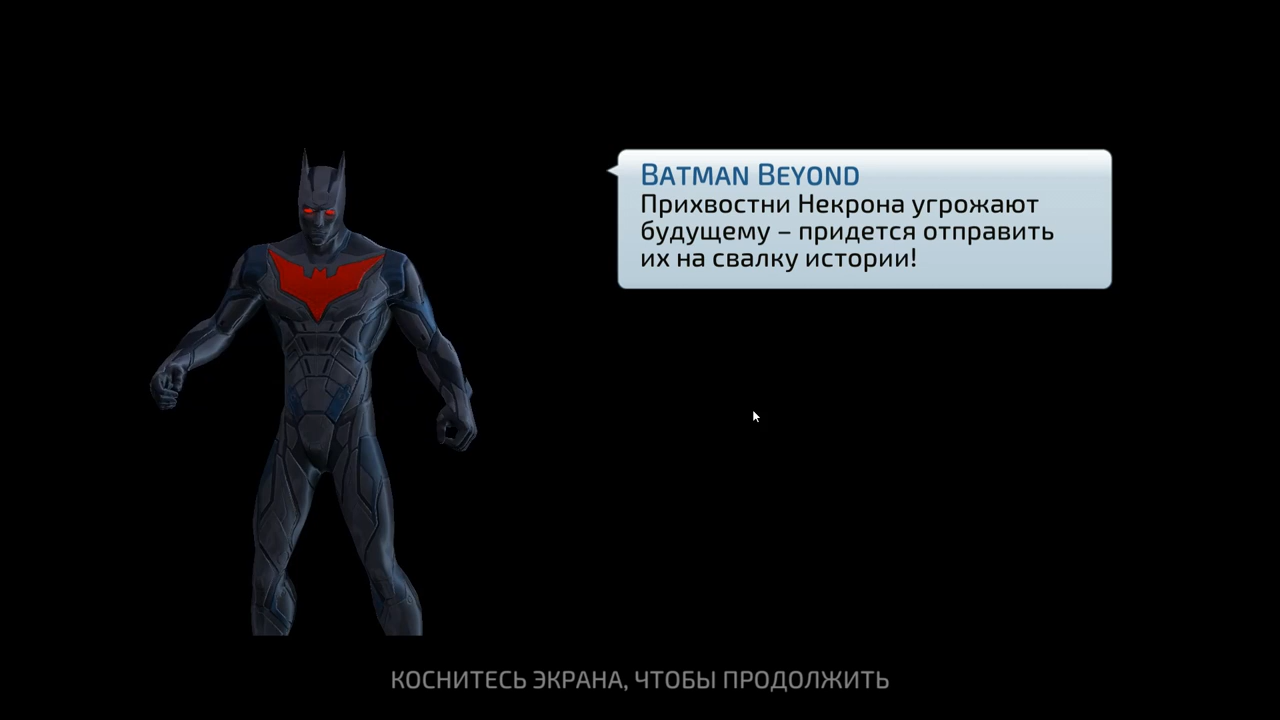 Batman Beyond
Прихвостни Некрона угрожают
будущему – придется отправить
их на свалку истории!
КОСНИТЕСЬ ЭКРАНА, ЧТОБЫ ПРОДОЛЖИТЬ